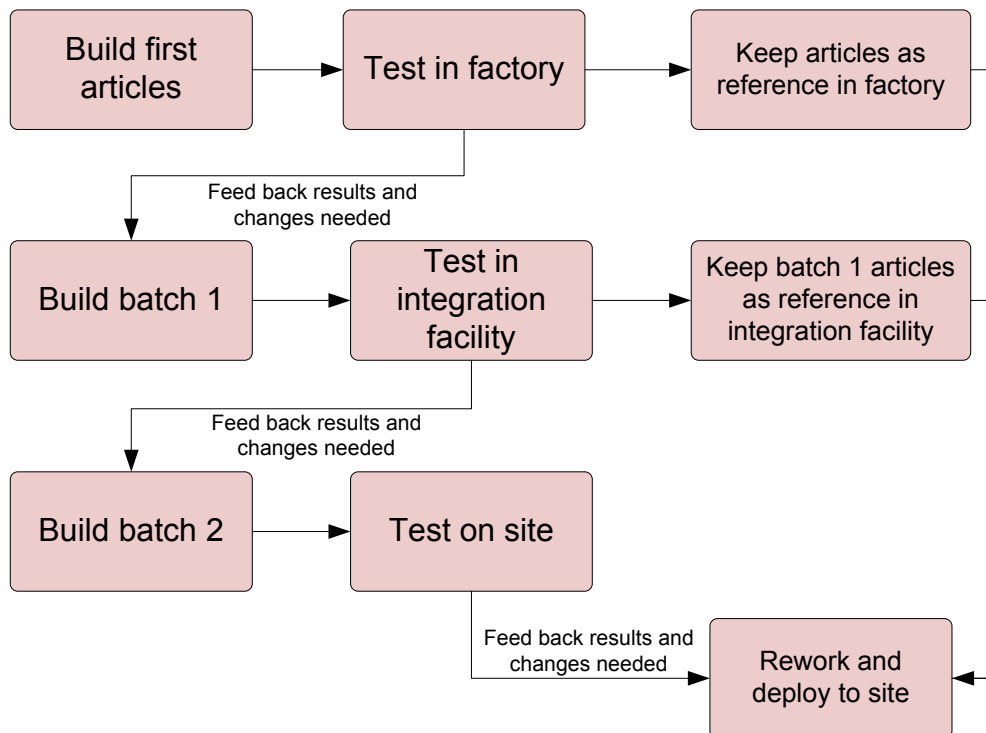 Build first
articles
Test in factory
Keep articles as
reference in factory
Feed back results and
changes needed
Build batch 1
Test in
integration
facility
Keep batch 1 articles
as reference in
integration facility
Feed back results and
changes needed
Build batch 2
Test on site
Feed back results and
changes needed
Rework and
deploy to site